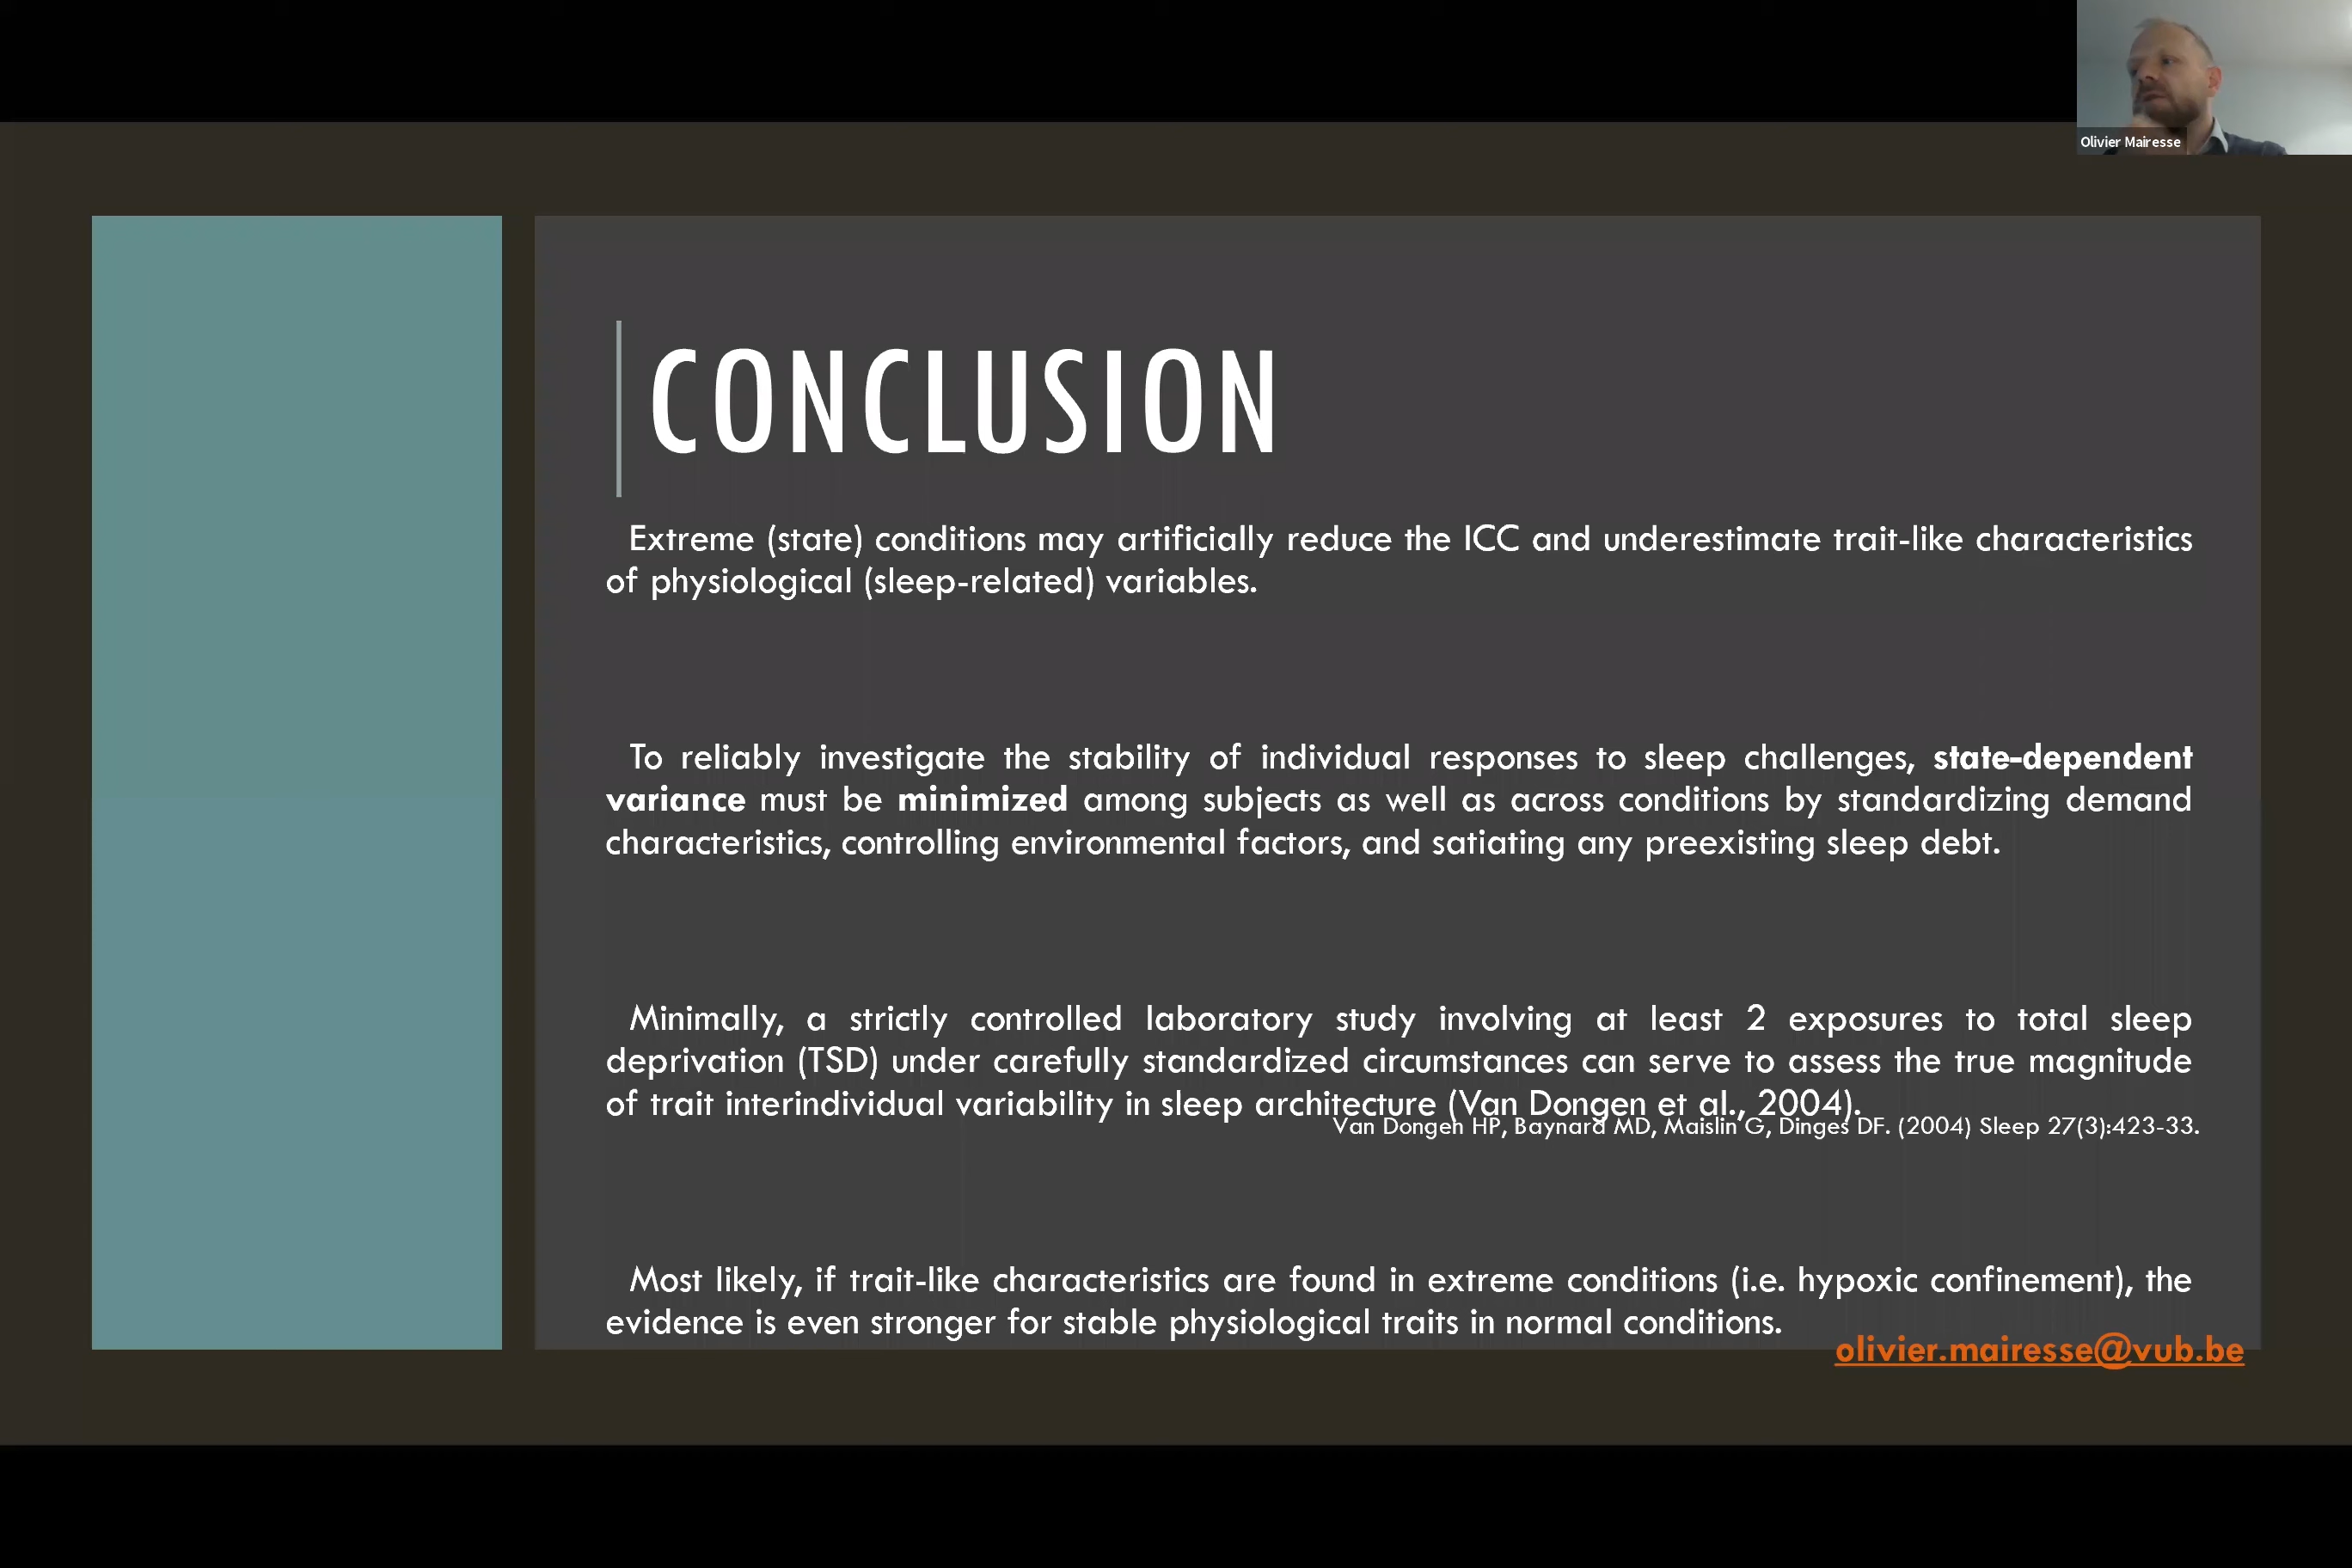 Olivier Mairesse
CONCLUSION
Extreme (state) conditions may artificially reduce the ICC and underestimate trait-like characteristics
of physiological (sleep-related) variables.
To reliably investigate the stability of individual responses to sleep challenges, state-dependent
variance must be minimized among subjects as well as across conditions by standardizing demand
characteristics, controlling environmental factors, and satiating any preexisting sleep debt.
Minimally, a strictly controlled laboratory study involving at least 2 exposures to total sleep
deprivation (TSD) under carefully standardized circumstances can serve to assess the true magnitude
of trait interindividual variability in sleep architecture (Van Dongen et al., 2004).
Van Dongen HP, Baynard MD, Maislin G, Dinges DF. (2004) Sleep 27(3):423-33.
Most likely, if trait-like characteristics are found in extreme conditions (i.e. hypoxic confinement), the
evidence is even stronger for stable physiological traits in normal conditions.
olivier.mairesse@vub.be